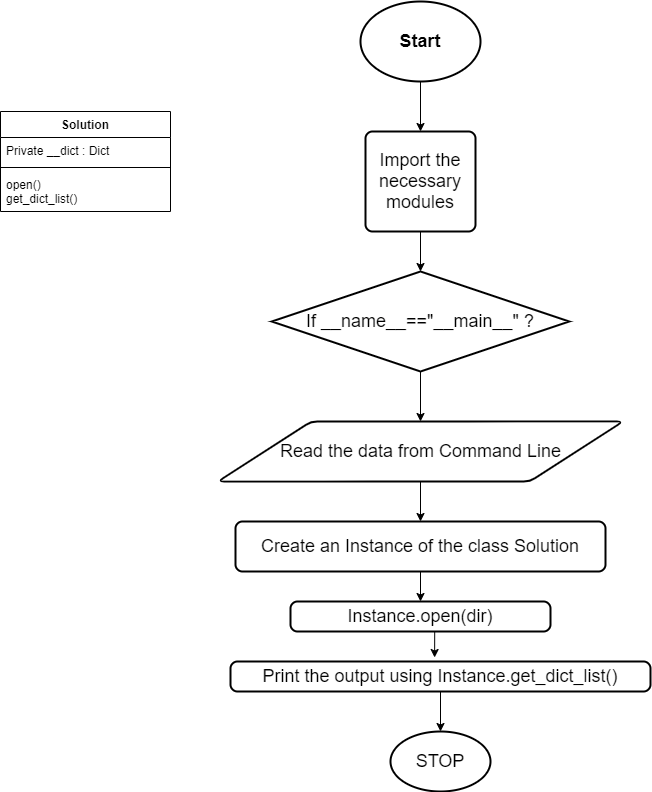 Start
Solution
Private __dict : Dict
open()
get_dict_list()
Import the
necessary
modules
If __name__=="__main__" ?
Read the data from Command Line
Create an Instance of the class Solution
Instance.open(dir)
Print the output using Instance.get_dict_list()
STOP